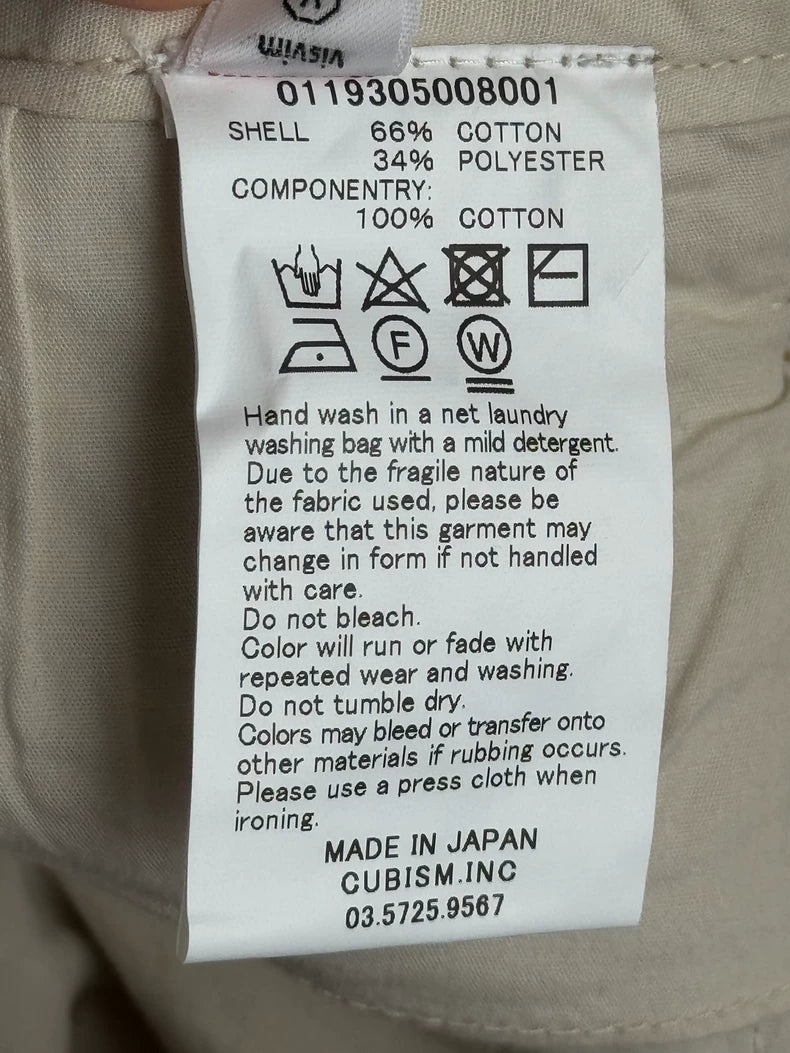 visvim
0119305008001
SHELL 66% COTTON
34% POLYESTER
COMPONENTRY:
100% COTTON
F W
Hand wash in a net laundry
washing bag with a mild detergent.
Due to the fragile nature of
the fabric used, please be
aware that this garment may
change in form if not handled
with care.
Do not bleach.
Color will run or fade with
repeated wear and washing.
Do not tumble dry.
Colors may bleed or transfer onto
other materials if rubbing occurs.
Please use a press cloth when
ironing.
MADE IN JAPAN
CUBISM.INC
03.5725.9567